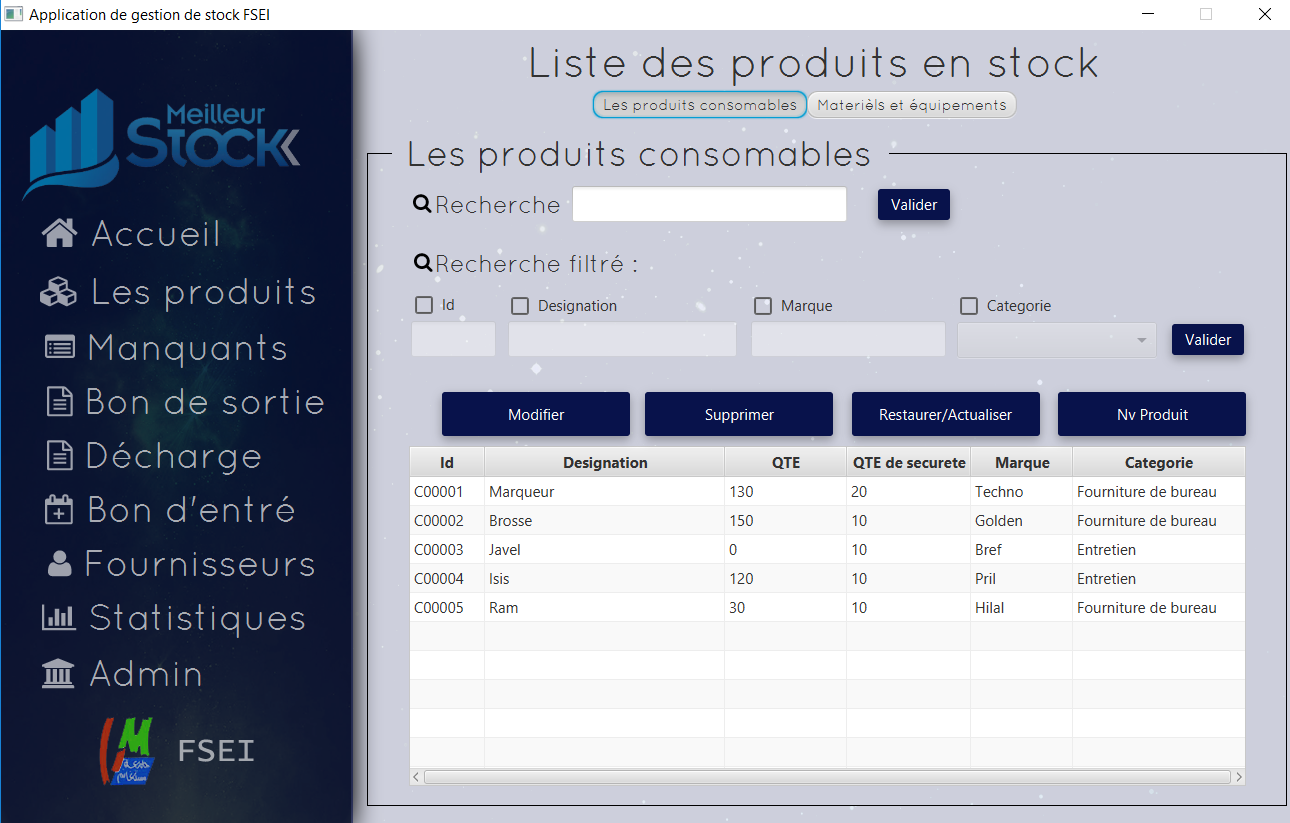 Application de gestion de stock FSEI
Meilleur
Stock
Accueil
Les produits
Manquants
Bon de sortie
Décharge
Bon d'entré
Fournisseurs
Statistiques
Admin
FSEI
Liste des produits en stock
Les produits consomables Materièls et équipements
Les produits consomables
Recherche Valider
Recherche filtré :
Id Designation Marque Categorie
Valider
Modifier Supprimer Restaurer/Actualiser Nv Produit
Id Designation QTE QTE de securete Marque Categorie
C00001 Marqueur 130 20 Techno Fourniture de bureau
C00002 Brosse 150 10 Golden Fourniture de bureau
C00003 Javel 0 10 Bref Entretien
C00004 Isis 120 10 Pril Entretien
C00005 Ram 30 10 Hilal Fourniture de bureau